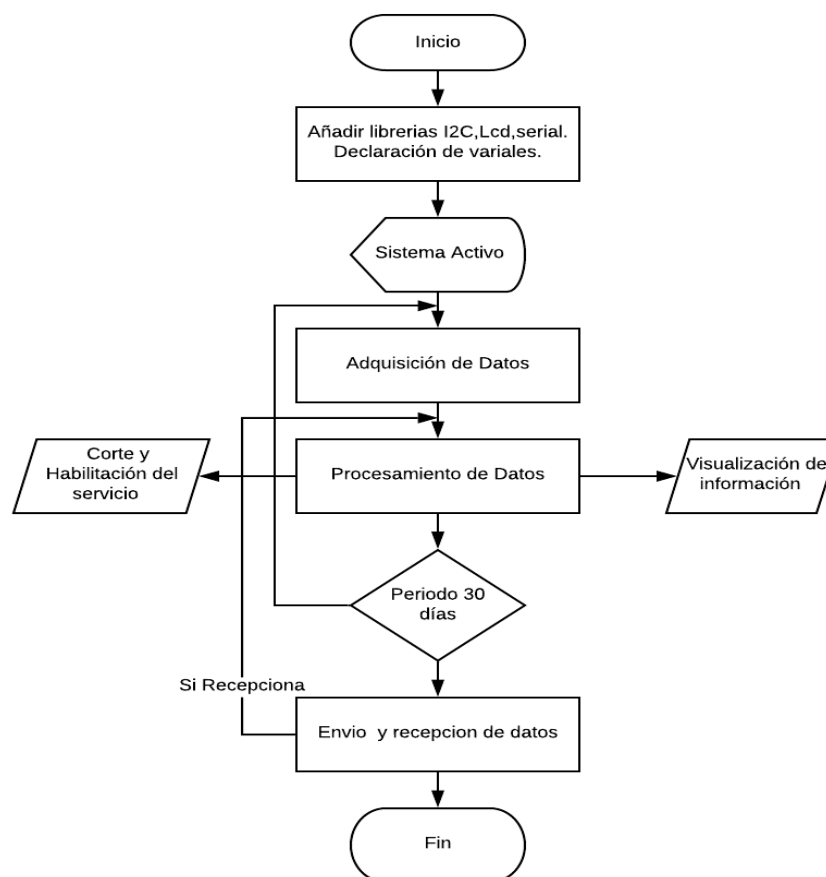 Inicio
Añadir librerias I2C,Lcd,serial.
Declaración de variales.
Sistema Activo
Adquisición de Datos
Corte y
Habilitación del
servicio
Procesamiento de Datos
Visualización de
información
Periodo 30
días
Si Recepciona
Envio y recepcion de datos
Fin